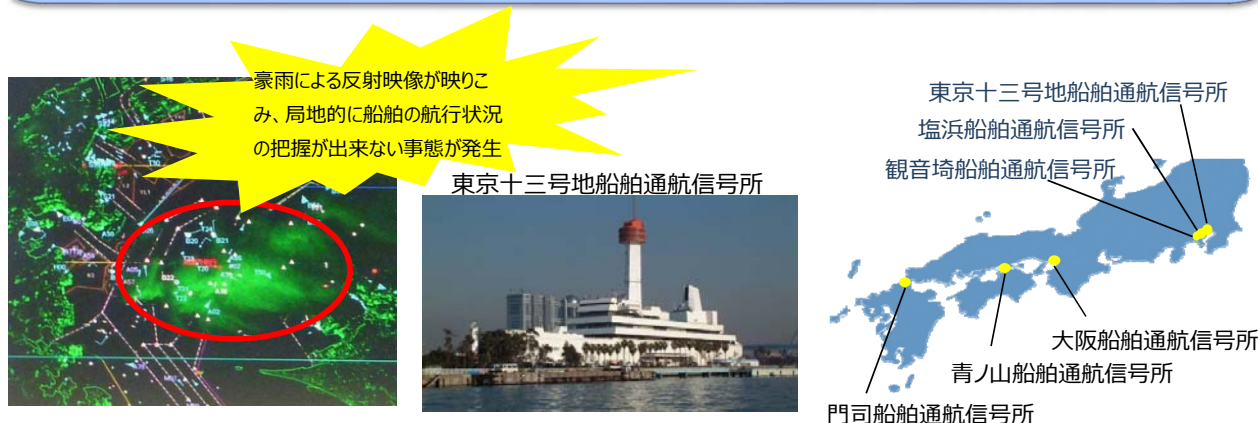 豪雨による反射映像が映りこ
み、局地的に船舶の航行状況
の把握が出来ない事態が発生
東京十三号地船舶通航信号所
東京十三号地船舶通航信号所
塩浜船舶通航信号所
観音埼船舶通航信号所
大阪船舶通航信号所
青ノ山船舶通航信号所
門司船舶通航信号所
T24
B20
B21
T20
A02